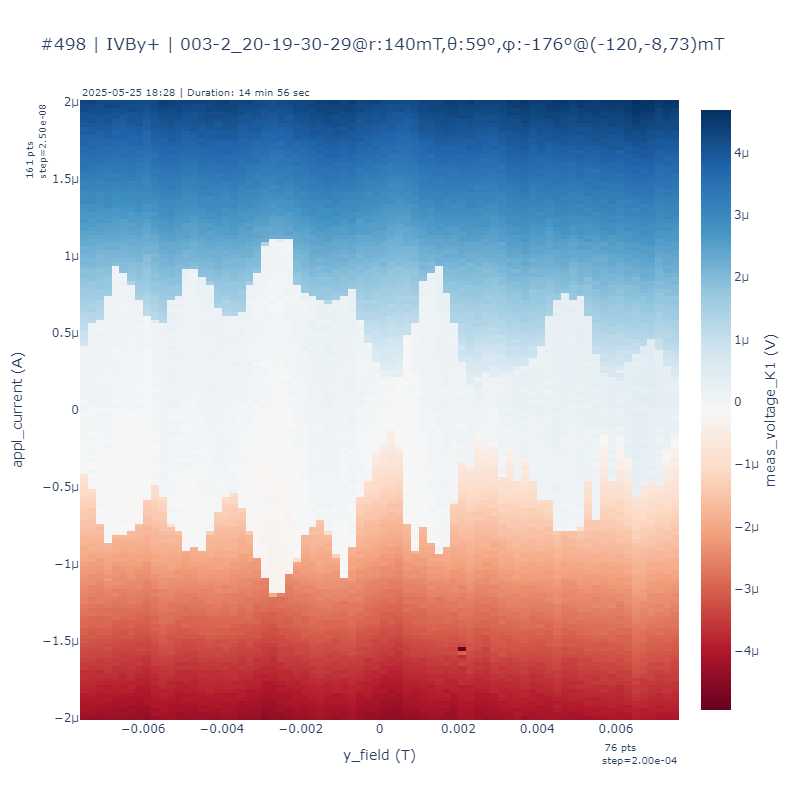 #498 | IVBy+ | 003-2_20-19-30-29@r:140mT,θ:59°,φ:-176°@(-120,-8,73)mT
2025-05-25 18:28 | Duration: 14 min 56 sec
161 pts
step=2.50e-08
2μ
1.5μ
1μ
0.5μ
0
−0.5μ
−1μ
−1.5μ
−2μ
appl_current (A)
−0.006
−0.004
−0.002
0
0.002
0.004
0.006
y_field (T)
76 pts
step=2.00e-04
4μ
3μ
2μ
1μ
0
−1μ
−2μ
−3μ
−4μ
meas_voltage_K1 (V)